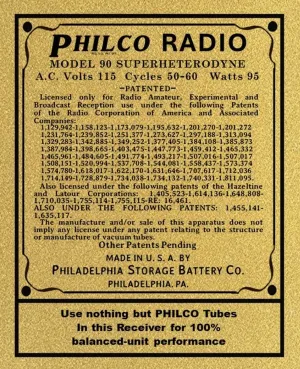 PHILCO RADIO
MODEL 90 SUPERHETERODYNE
A.C. Volts 115 Cycles 50-60 Watts 95
–PATENTED–
Licensed only for Radio Amateur, Experimental and
Broadcast Reception use under the following Patents
of the Radio Corporation of America and Associated
Companies:
1,129,942-1,158,123-1,173,079-1,195,632-1,201,270-1,201,272
1,231,764-1,239,852-1,251,377-1,273,627-1,297,188-1,313,094
1,329,283-1,342,885-1,349,252-1,377,405-1,384,108-1,385,873
1,387,984-1,398,665-1,403,475-1,447,773-1,459,412-1,465,332
1,465,961-1,484,605-1,491,774-1,493,217-1,507,016-1,507,017
1,508,151-1,520,994-1,537,708-1,544,081-1,558,437-1,573,374
1,574,780-1,618,017-1,622,170-1,631,646-1,707,617-1,712,036
1,714,149-1,728,879-1,734,038-1,734,132-1,740,331-1,811,095.
Also licensed under the following patents of the Hazeltine
and Latour Corporations: 1,405,523-1,614,136-1,648,808-
1,710,035-1,755,114-1,755,115-RE: 16,461.
ALSO UNDER THE FOLLOWING PATENTS: 1,455,141-
1,635,117.
The manufacture and/or sale of this apparatus does not
imply any license under any patent relating to the structure
or manufacture of vacuum tubes.
Other Patents Pending
MADE IN U. S. A. BY
PHILADELPHIA STORAGE BATTERY CO.
PHILADELPHIA, PA.
Use nothing but PHILCO Tubes
In this Receiver for 100%
balanced-unit performance